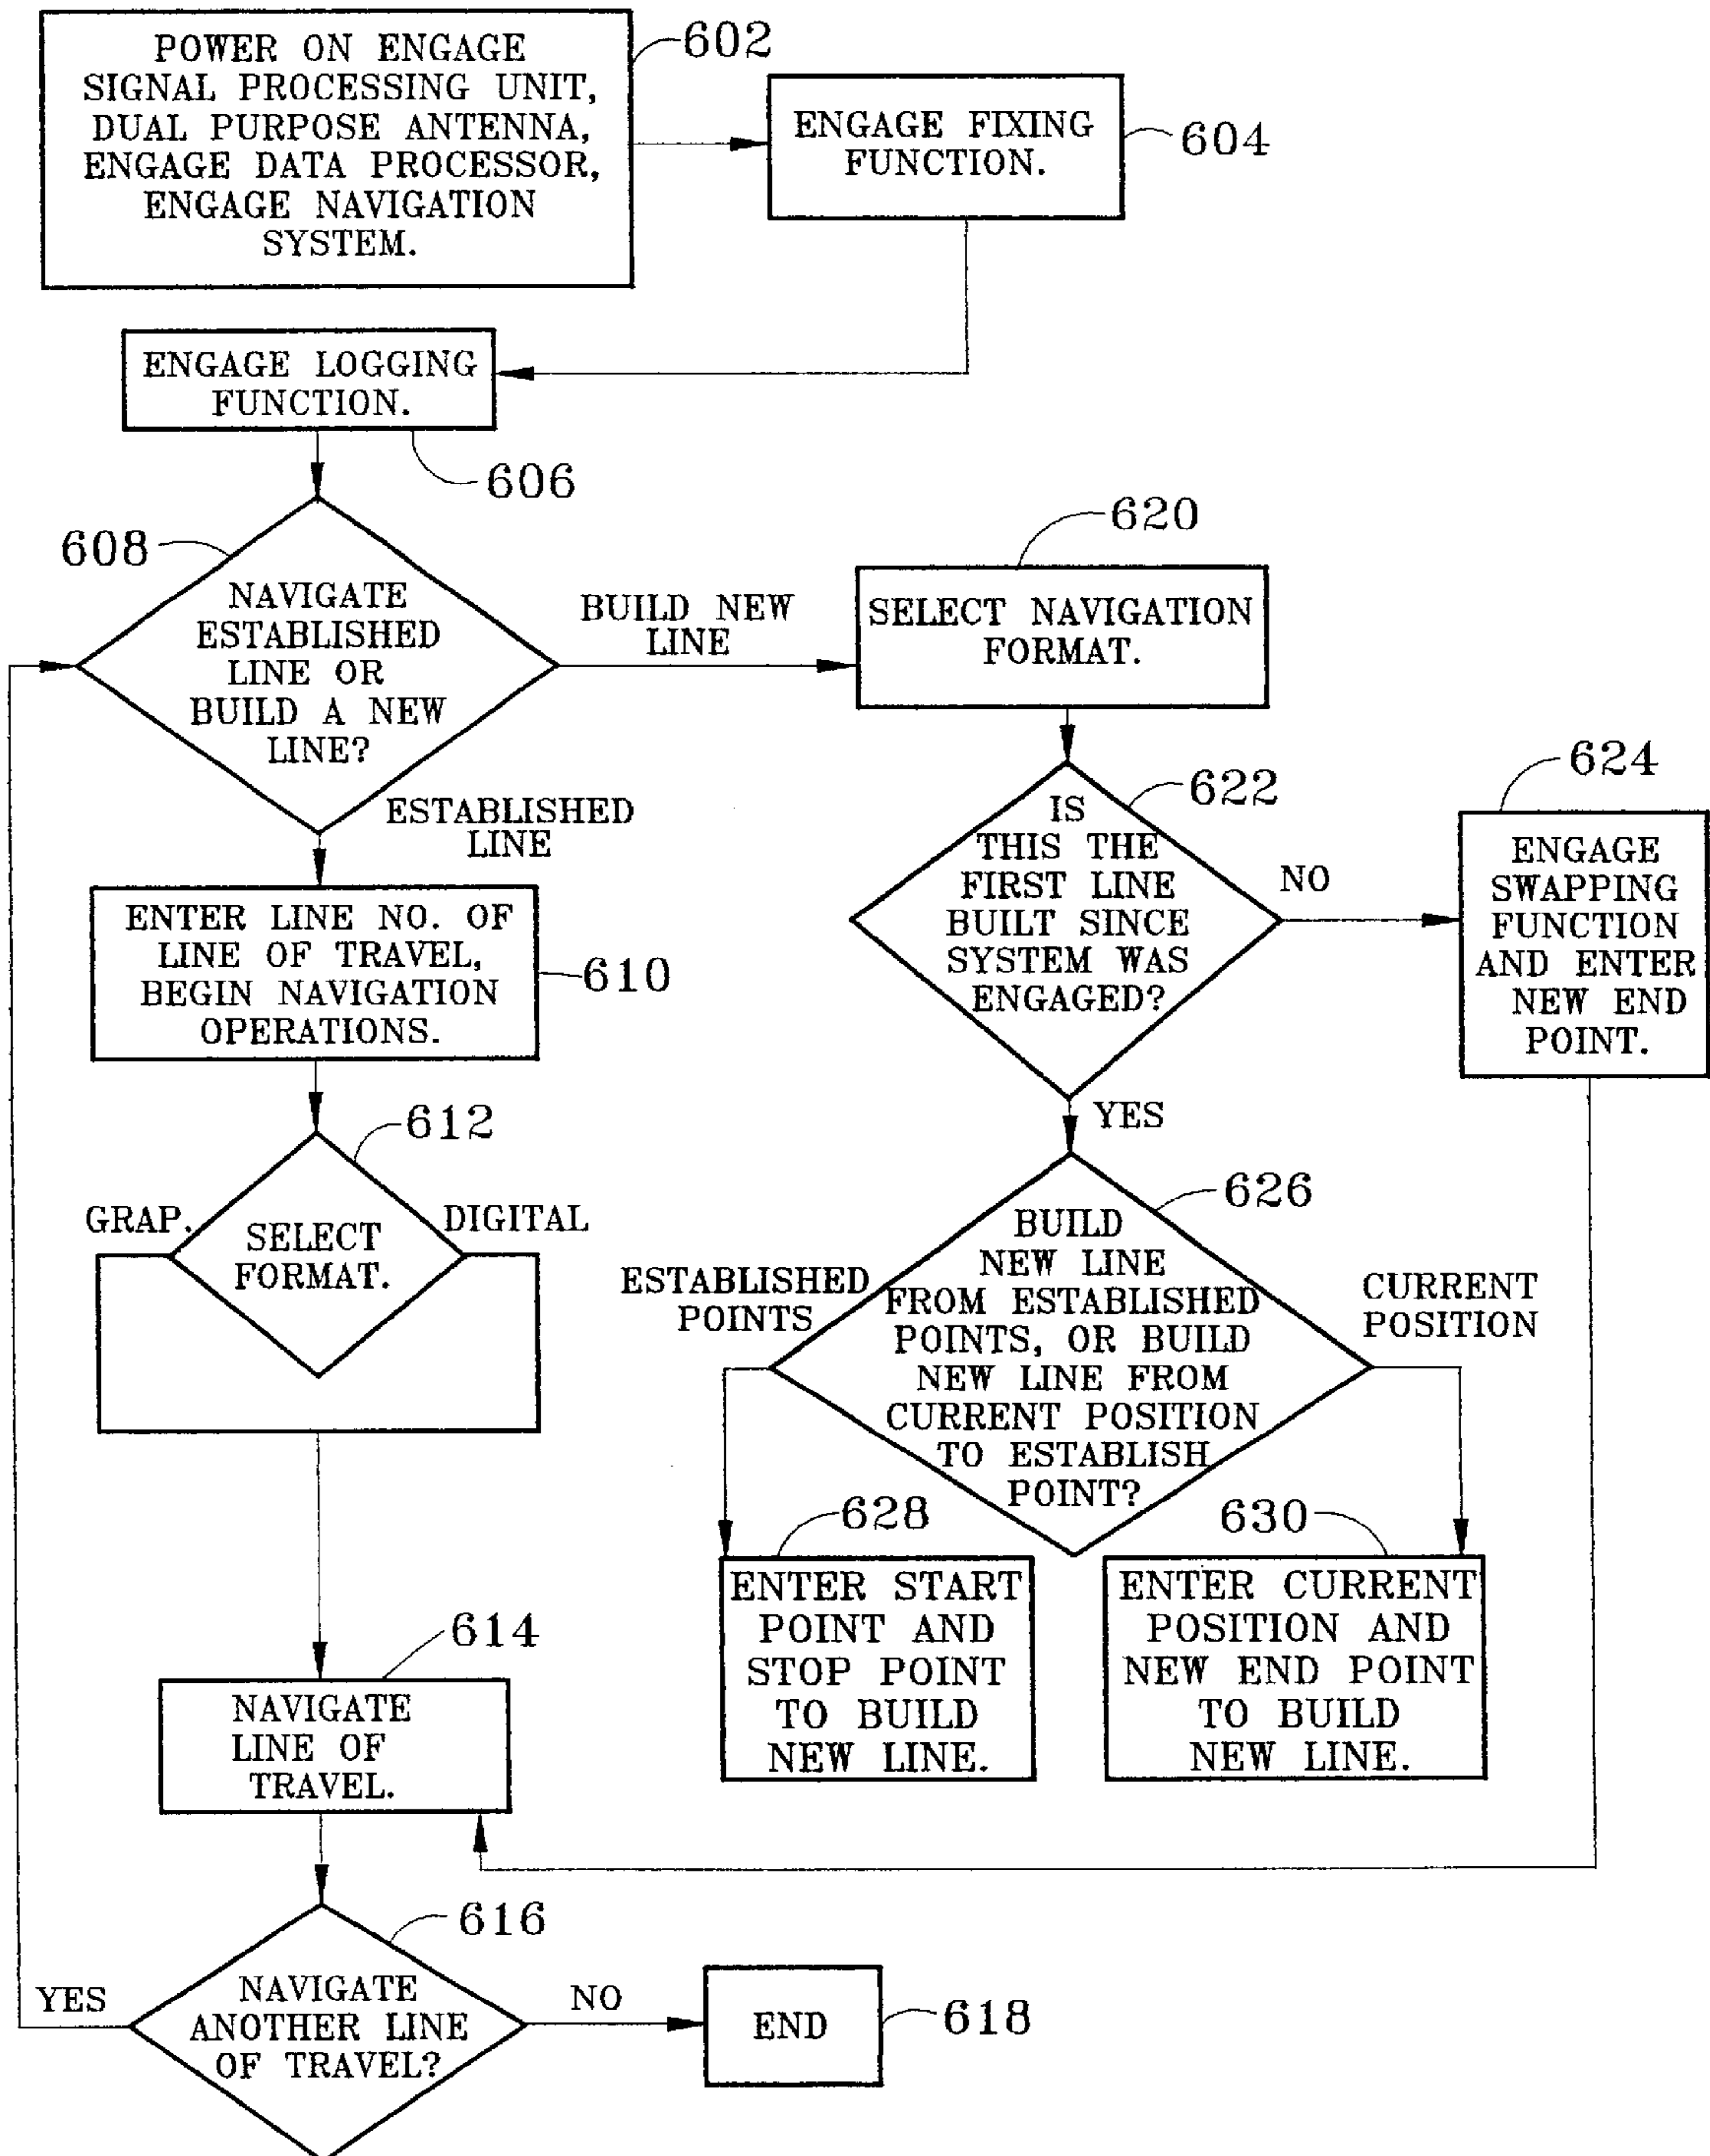 POWER ON ENGAGE
SIGNAL PROCESSING UNIT,
DUAL PURPOSE ANTENNA,
ENGAGE DATA PROCESSOR,
ENGAGE NAVIGATION
SYSTEM.
602
ENGAGE FIXING
FUNCTION.
604
ENGAGE LOGGING
FUNCTION.
606
608
NAVIGATE
ESTABLISHED
LINE OR
BUILD A NEW
LINE?
BUILD NEW
LINE
620
SELECT NAVIGATION
FORMAT.
ESTABLISHED
LINE
622
IS
THIS THE
FIRST LINE
BUILT SINCE
SYSTEM WAS
ENGAGED?
NO
624
ENGAGE
SWAPPING
FUNCTION
AND ENTER
NEW END
POINT.
ENTER LINE NO. OF
LINE OF TRAVEL,
BEGIN NAVIGATION
OPERATIONS.
610
YES
612
GRAP.
DIGITAL
SELECT
FORMAT.
626
BUILD
NEW LINE
FROM ESTABLISHED
POINTS, OR BUILD
NEW LINE FROM
CURRENT POSITION
TO ESTABLISH
POINT?
ESTABLISHED
POINTS
CURRENT
POSITION
628
ENTER START
POINT AND
STOP POINT
TO BUILD
NEW LINE.
630
ENTER CURRENT
POSITION AND
NEW END POINT
TO BUILD
NEW LINE.
614
NAVIGATE
LINE OF
TRAVEL.
616
NAVIGATE
ANOTHER LINE
OF TRAVEL?
YES
NO
END
618